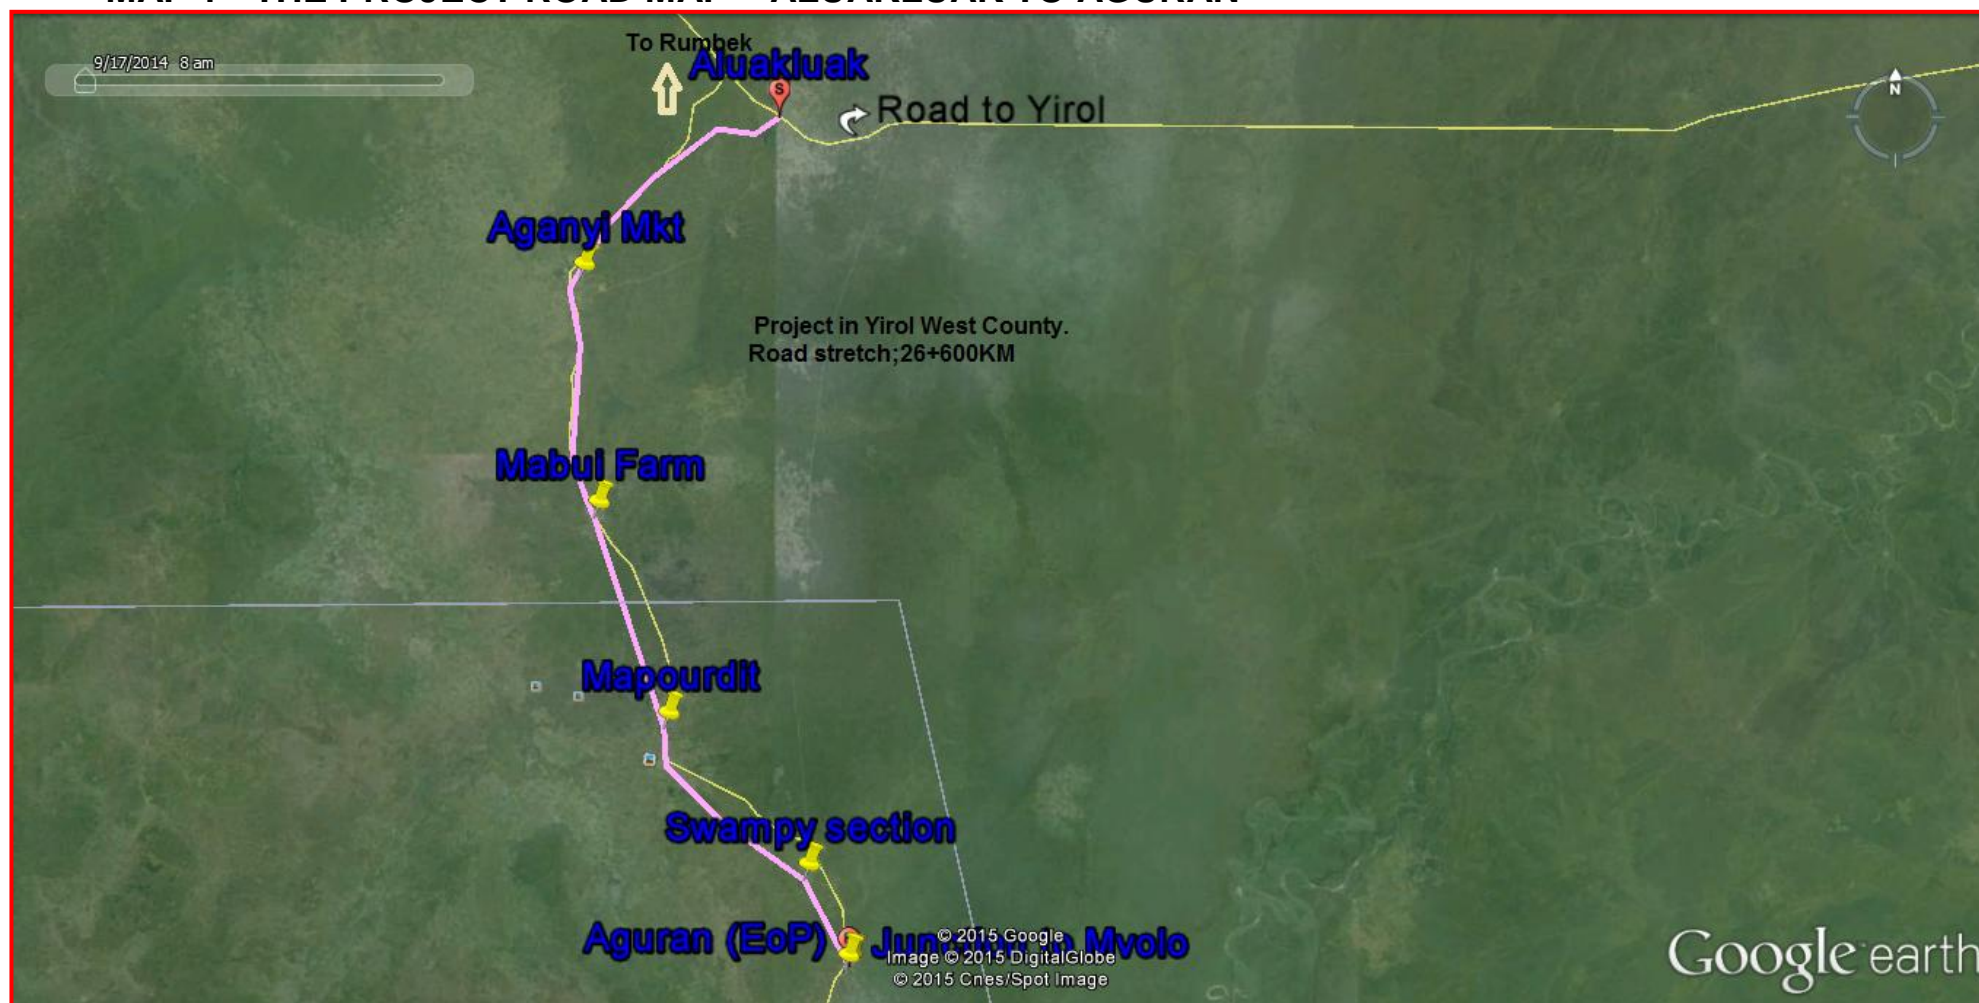 To Rumbek
9/17/2014 8 am
Aluakluak
N
S
Road to Yirol
Aganyi Mkt
Project in Yirol West County.
Road stretch;26+600KM
Mabui Farm
Mapourdit
Swampy section
Aguran (EoP)
to Mvolo
© 2015 Google
Image © 2015 DigitalGlobe
© 2015 Cnes/Spot Image
Google earth